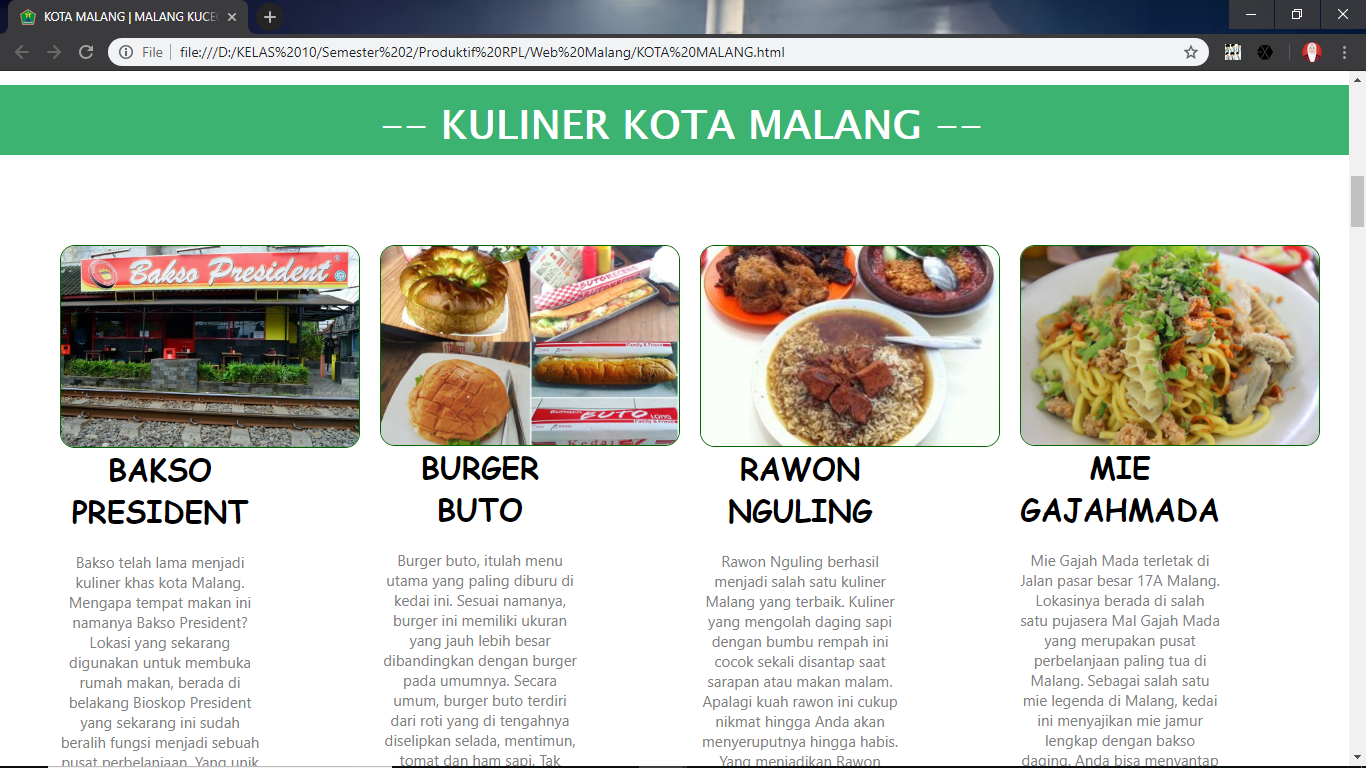 KOTA MALANG | MALANG KUCE
File
file:///D:/KELAS%2010/Semester%202/Produktif%20RPL/Web%20Malang/KOTA%20MALANG.html
−− KULINER KOTA MALANG −−
Bakso President
BUTO
LONG
Family & Friend
Kedai
BAKSO
PRESIDENT
Bakso telah lama menjadi
kuliner khas kota Malang.
Mengapa tempat makan ini
namanya Bakso President?
Lokasi yang sekarang
digunakan untuk membuka
rumah makan, berada di
belakang Bioskop President
yang sekarang ini sudah
beralih fungsi menjadi sebuah
pusat perbelanjaan. Yang unik
BURGER
BUTO
Burger buto, itulah menu
utama yang paling diburu di
kedai ini. Sesuai namanya,
burger ini memiliki ukuran
yang jauh lebih besar
dibandingkan dengan burger
pada umumnya. Secara
umum, burger buto terdiri
dari roti yang di tengahnya
diselipkan selada, mentimun,
tomat dan ham sapi. Tak
RAWON
NGULING
Rawon Nguling berhasil
menjadi salah satu kuliner
Malang yang terbaik. Kuliner
yang mengolah daging sapi
dengan bumbu rempah ini
cocok sekali disantap saat
sarapan atau makan malam.
Apalagi kuah rawon ini cukup
nikmat hingga Anda akan
menyeruputnya hingga habis.
Yang menjadikan Rawon
MIE
GAJAHMADA
Mie Gajah Mada terletak di
Jalan pasar besar 17A Malang.
Lokasinya berada di salah
satu pujasera Mal Gajah Mada
yang merupakan pusat
perbelanjaan paling tua di
Malang. Sebagai salah satu
mie legenda di Malang, kedai
ini menyajikan mie jamur
lengkap dengan bakso
daging. Anda bisa menyantap